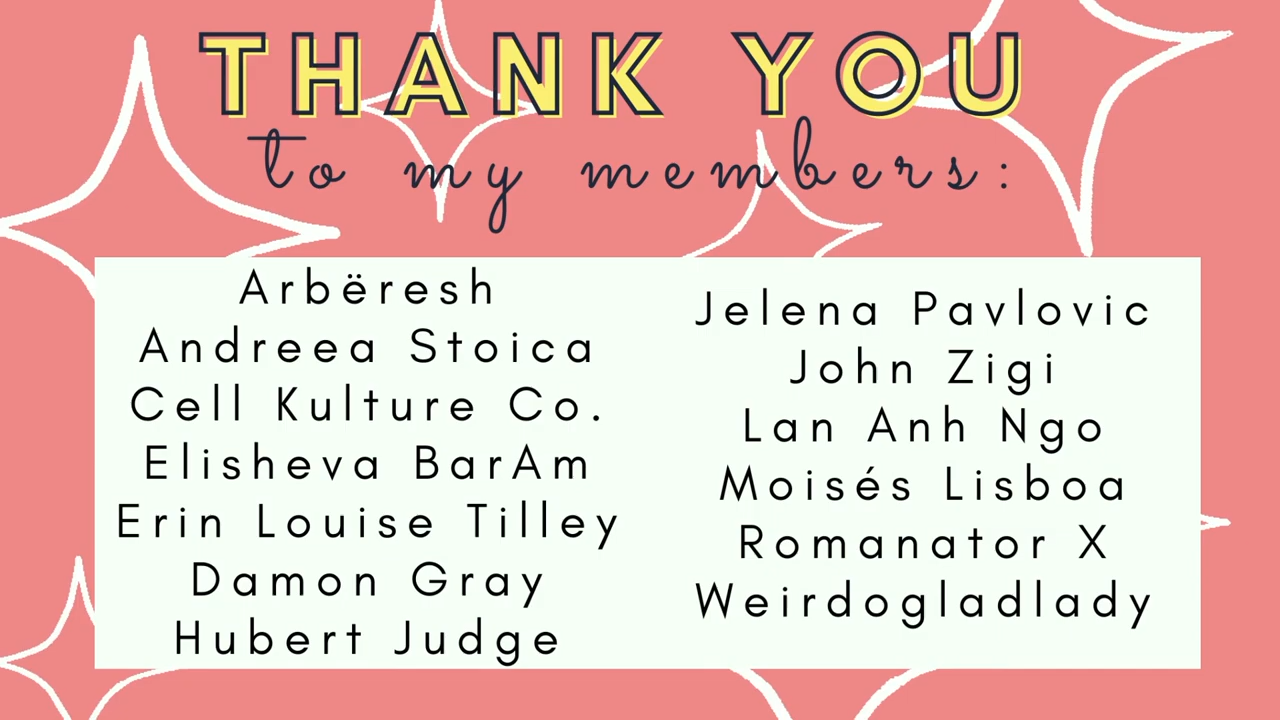 THANK YOU
to my members:
Arbëresh
Andreea Stoica
Cell Kulture Co.
Elisheva BarAm
Erin Louise Tilley
Damon Gray
Hubert Judge
Jelena Pavlovic
John Zigi
Lan Anh Ngo
Moisés Lisboa
Romanator X
Weirdogladlady